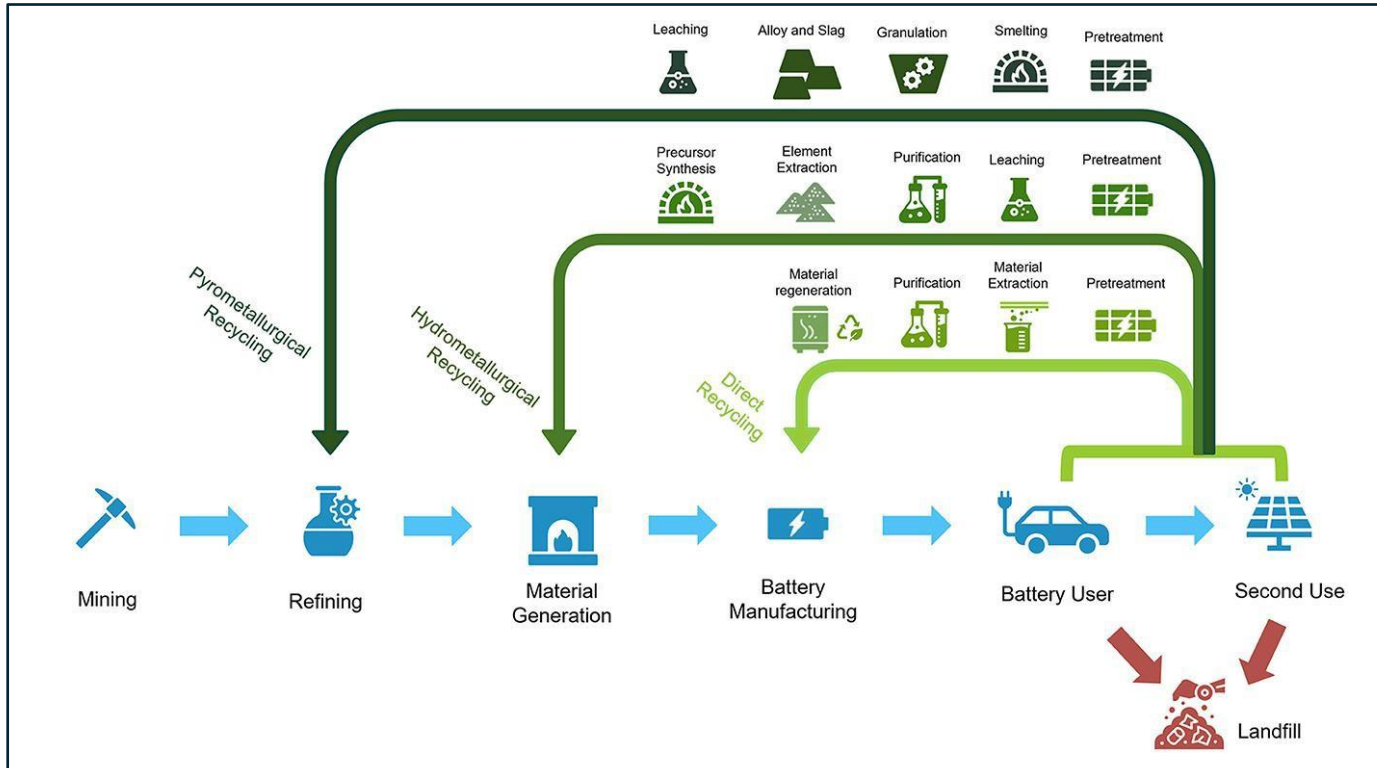 Leaching
Alloy and Slag
Granulation
Smelting
Pretreatment
Precursor
Synthesis
Element
Extraction
Purification
Leaching
Pretreatment
Material
regeneration
Purification
Material
Extraction
Pretreatment
Pyrometallurgical
Recycling
Hydrometallurgical
Recycling
Direct
Recycling
Mining
Refining
Material
Generation
Battery
Manufacturing
Battery User
Second Use
Landfill